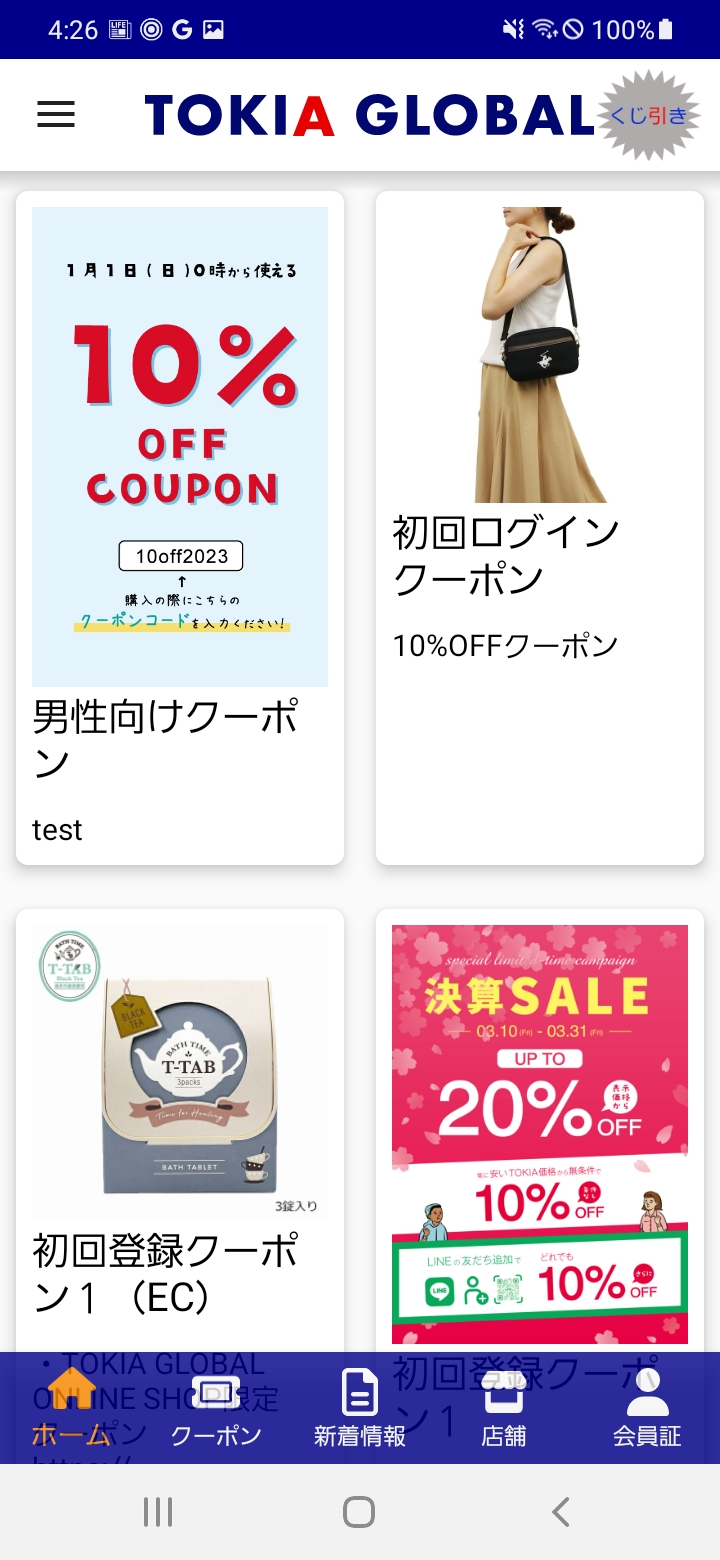 4:26
100%
TOKIA GLOBAL
くじ引き
1月1日(日)0時から使える
10%
OFF
COUPON
10off2023
↑
購入の際にこちらの
クーポンコードを入力ください!
男性向けクーポ
ン
test
初回ログイン
クーポン
10%OFFクーポン
BATH TIME
T-TAB
Black Tea
BLACK
TEA
BATH TIME
T-TAB
3packs
Time for Healing
BATH TABLET
3錠入り
初回登録クーポ
ン１（EC）
・TOKIA GLOBAL
ONLINE SHOP限定
クーポン
https://
special limited-time campaign
決算SALE
03.10(Fri) - 03.31(Fri)
UP TO
20%OFF
表示
価格
から
常に安いTOKIA価格から無条件で
10%OFF
条件
なし
LINEの友だち追加で
LINE
どれでも
10%OFF
さらに
初回登録クーポ
ン１
ホーム
クーポン
新着情報
店舗
会員証